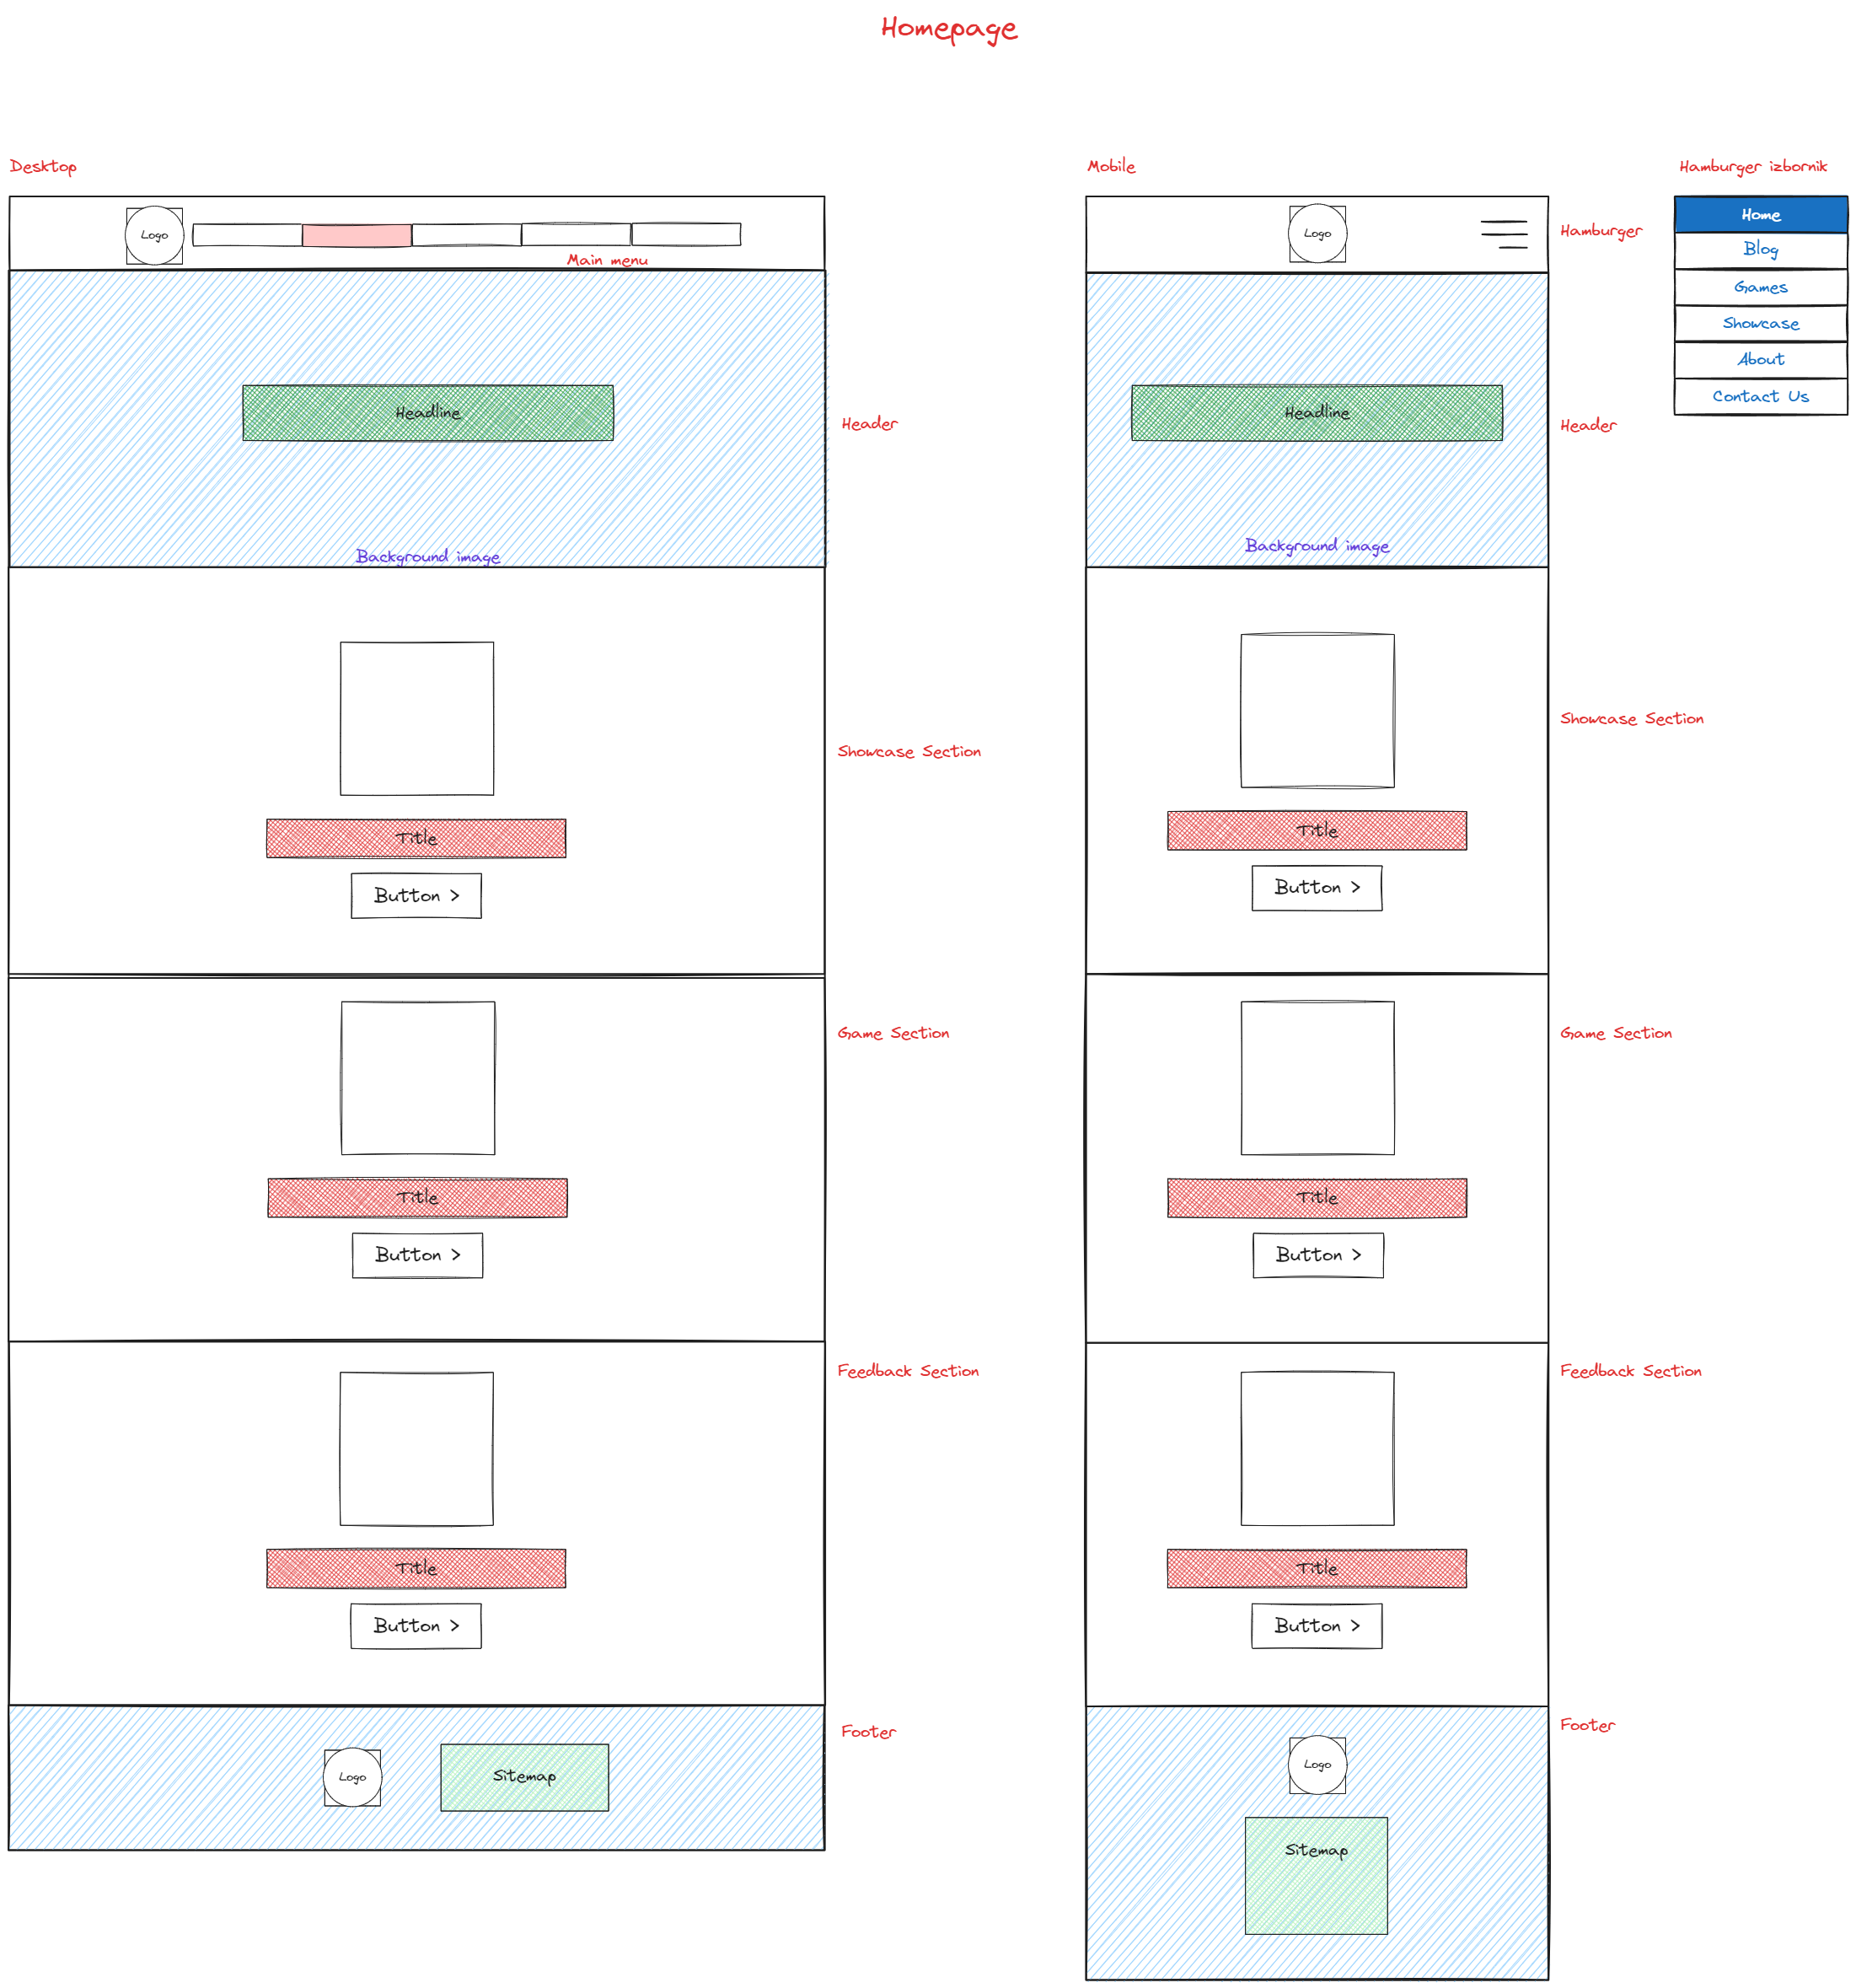 Homepage
Desktop
Logo
Main menu
Headline
Header
Background image
Showcase Section
Title
Button >
Game Section
Title
Button >
Feedback Section
Title
Button >
Footer
Logo
Sitemap
Mobile
Logo
Hamburger
Headline
Header
Background image
Showcase Section
Title
Button >
Game Section
Title
Button >
Feedback Section
Title
Button >
Footer
Logo
Sitemap
Hamburger izbornik
Home
Blog
Games
Showcase
About
Contact Us